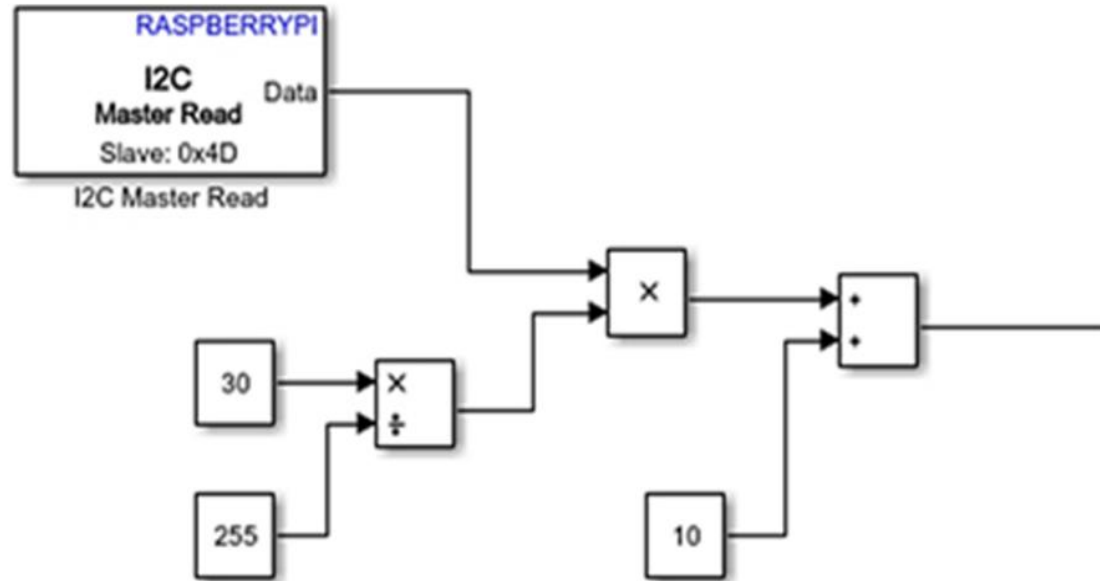 RASPBERRYPI
I2C
Master Read
Data
Slave: 0x4D
I2C Master Read
×
+
+
30
×
÷
255
10